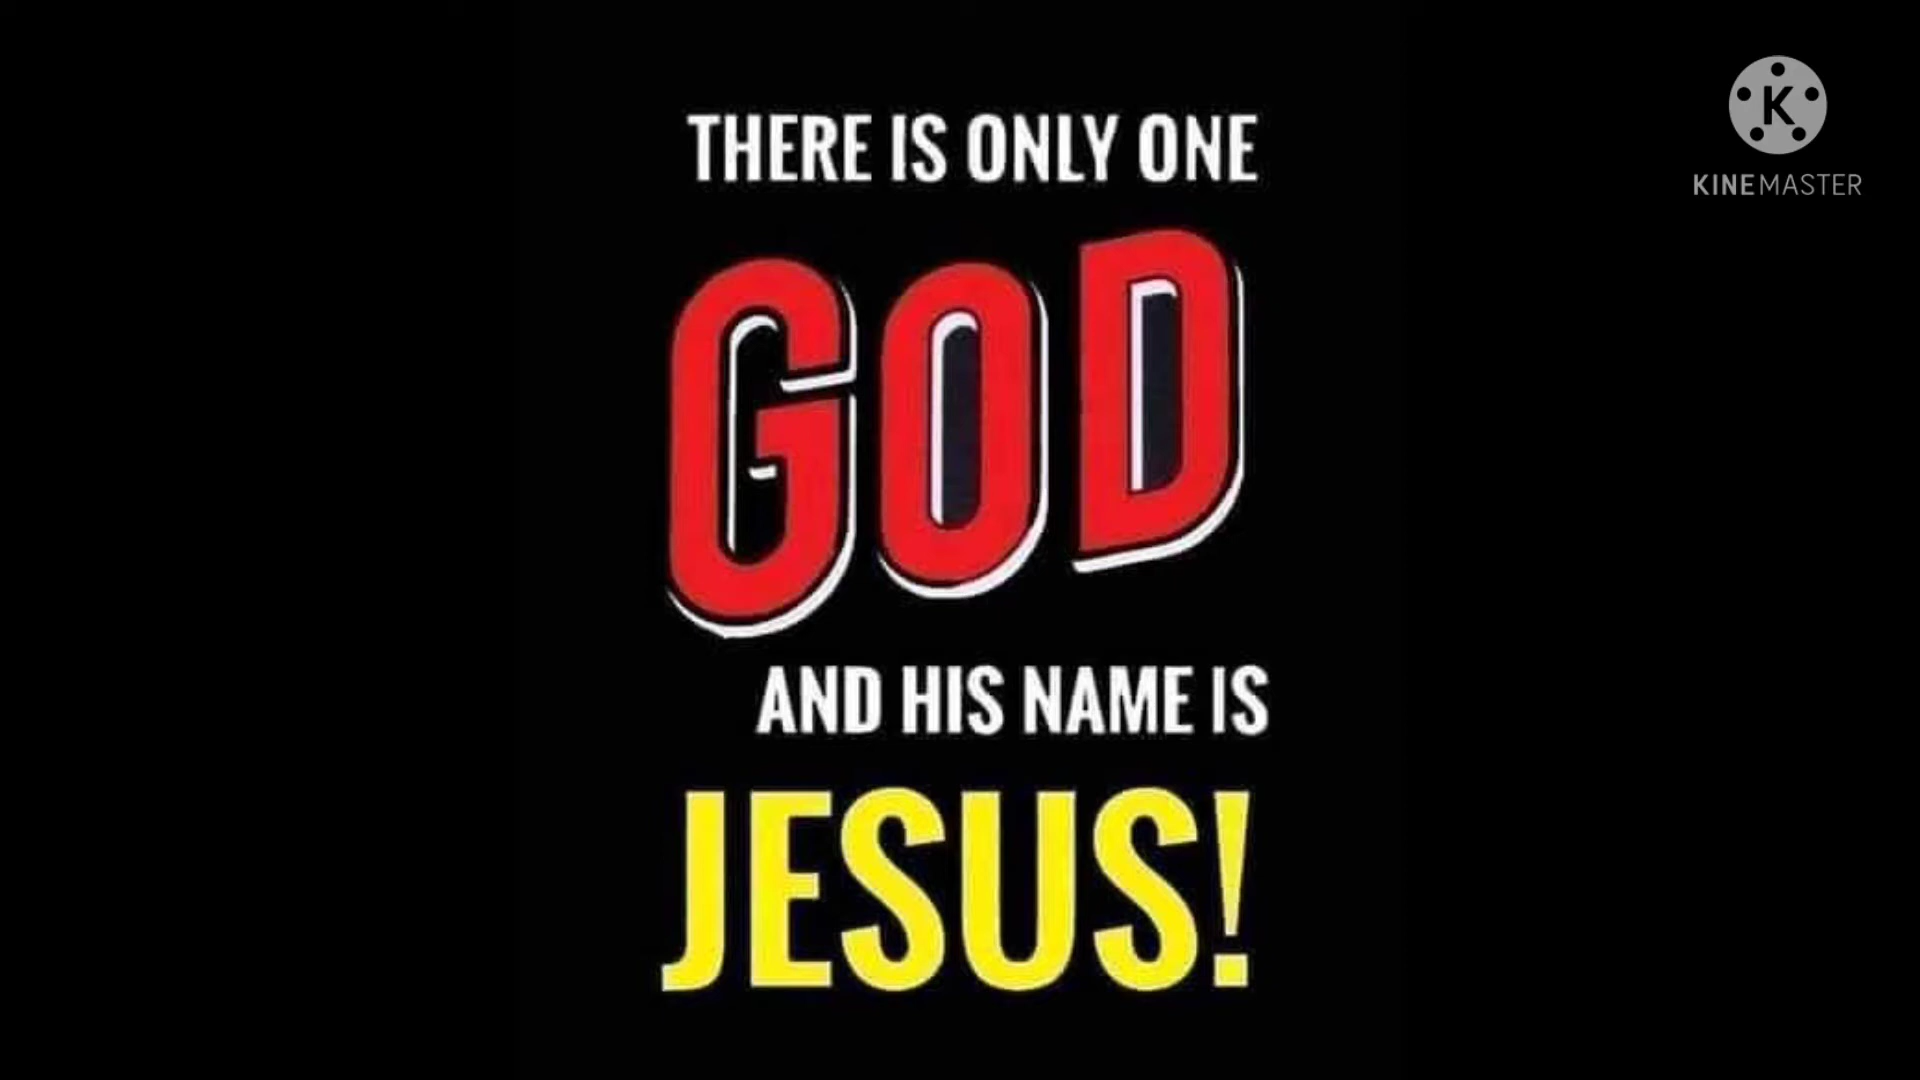 THERE IS ONLY ONE
GOD
AND HIS NAME IS
JESUS!
K
KINEMASTER